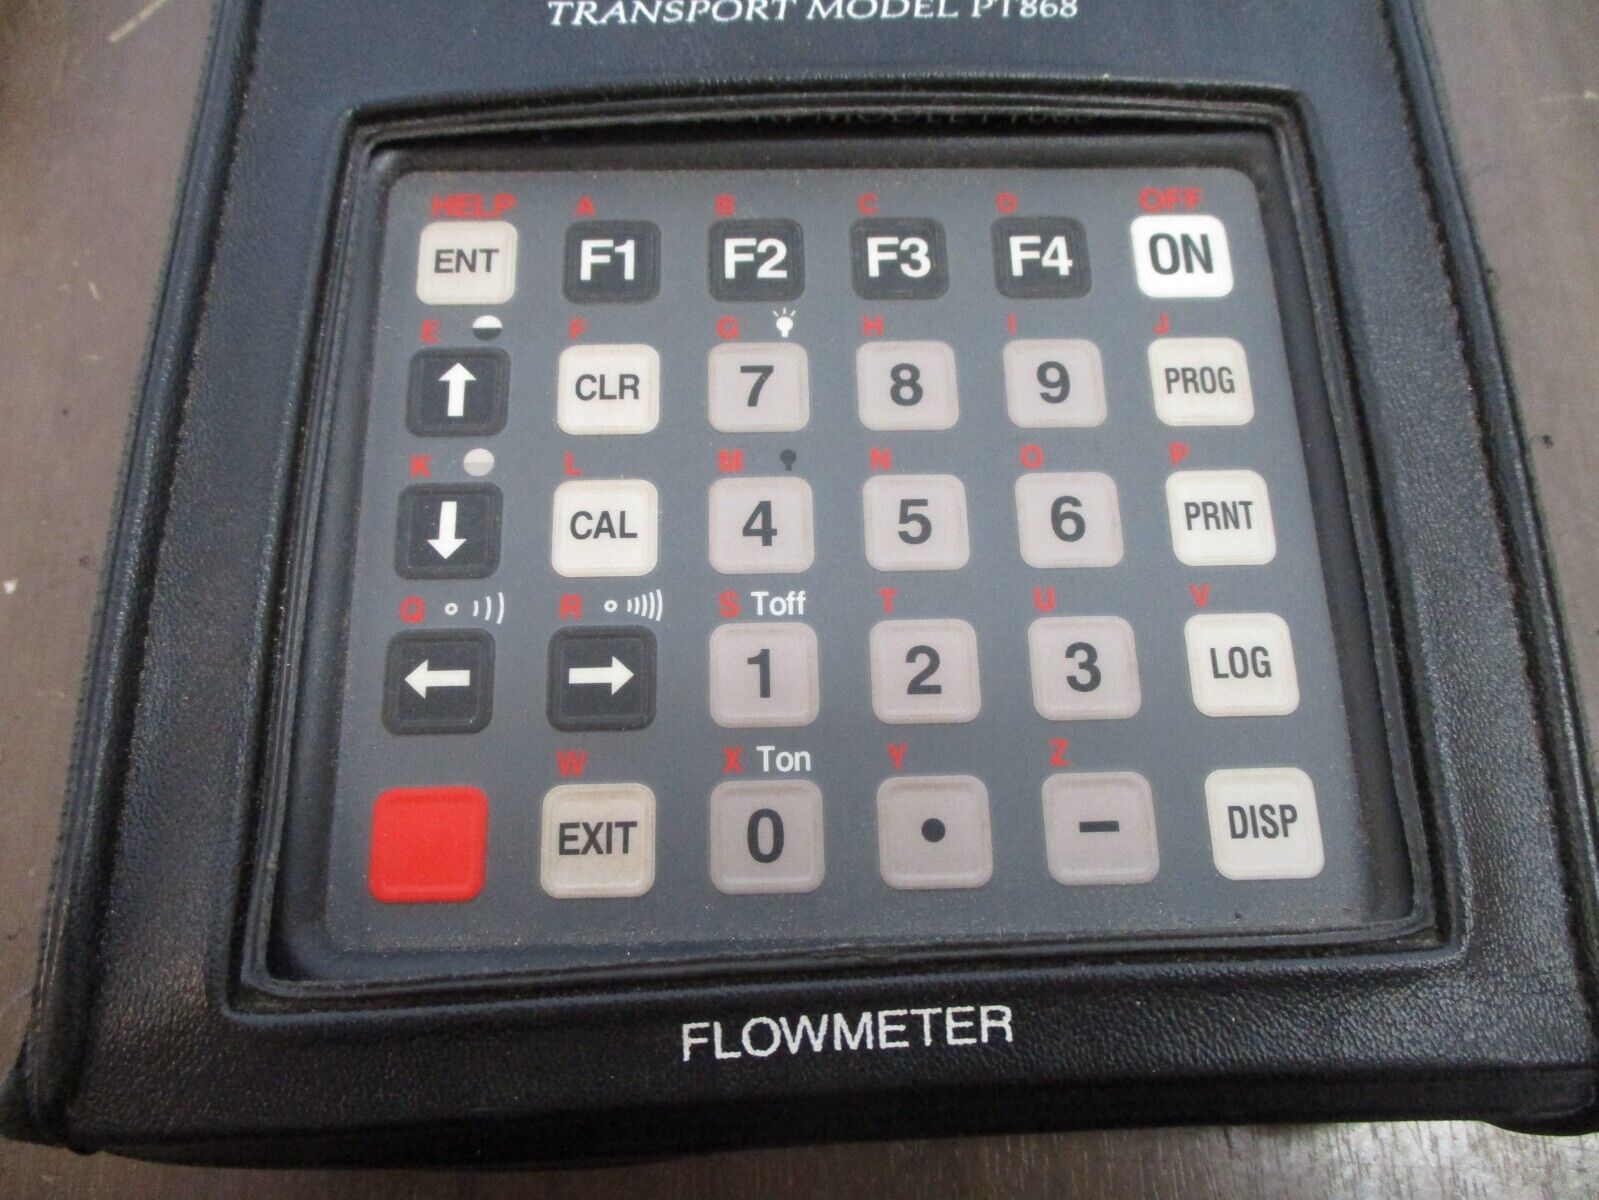 TRANSPORT MODEL PT868
HELP A B C D OFF
ENT F1 F2 F3 F4 ON
E F G H I J
CLR 7 8 9 PROG
K L M N O P
CAL 4 5 6 PRNT
Q R S Toff T U V
1 2 3 LOG
W X Ton Y Z
EXIT 0 • - DISP
FLOWMETER